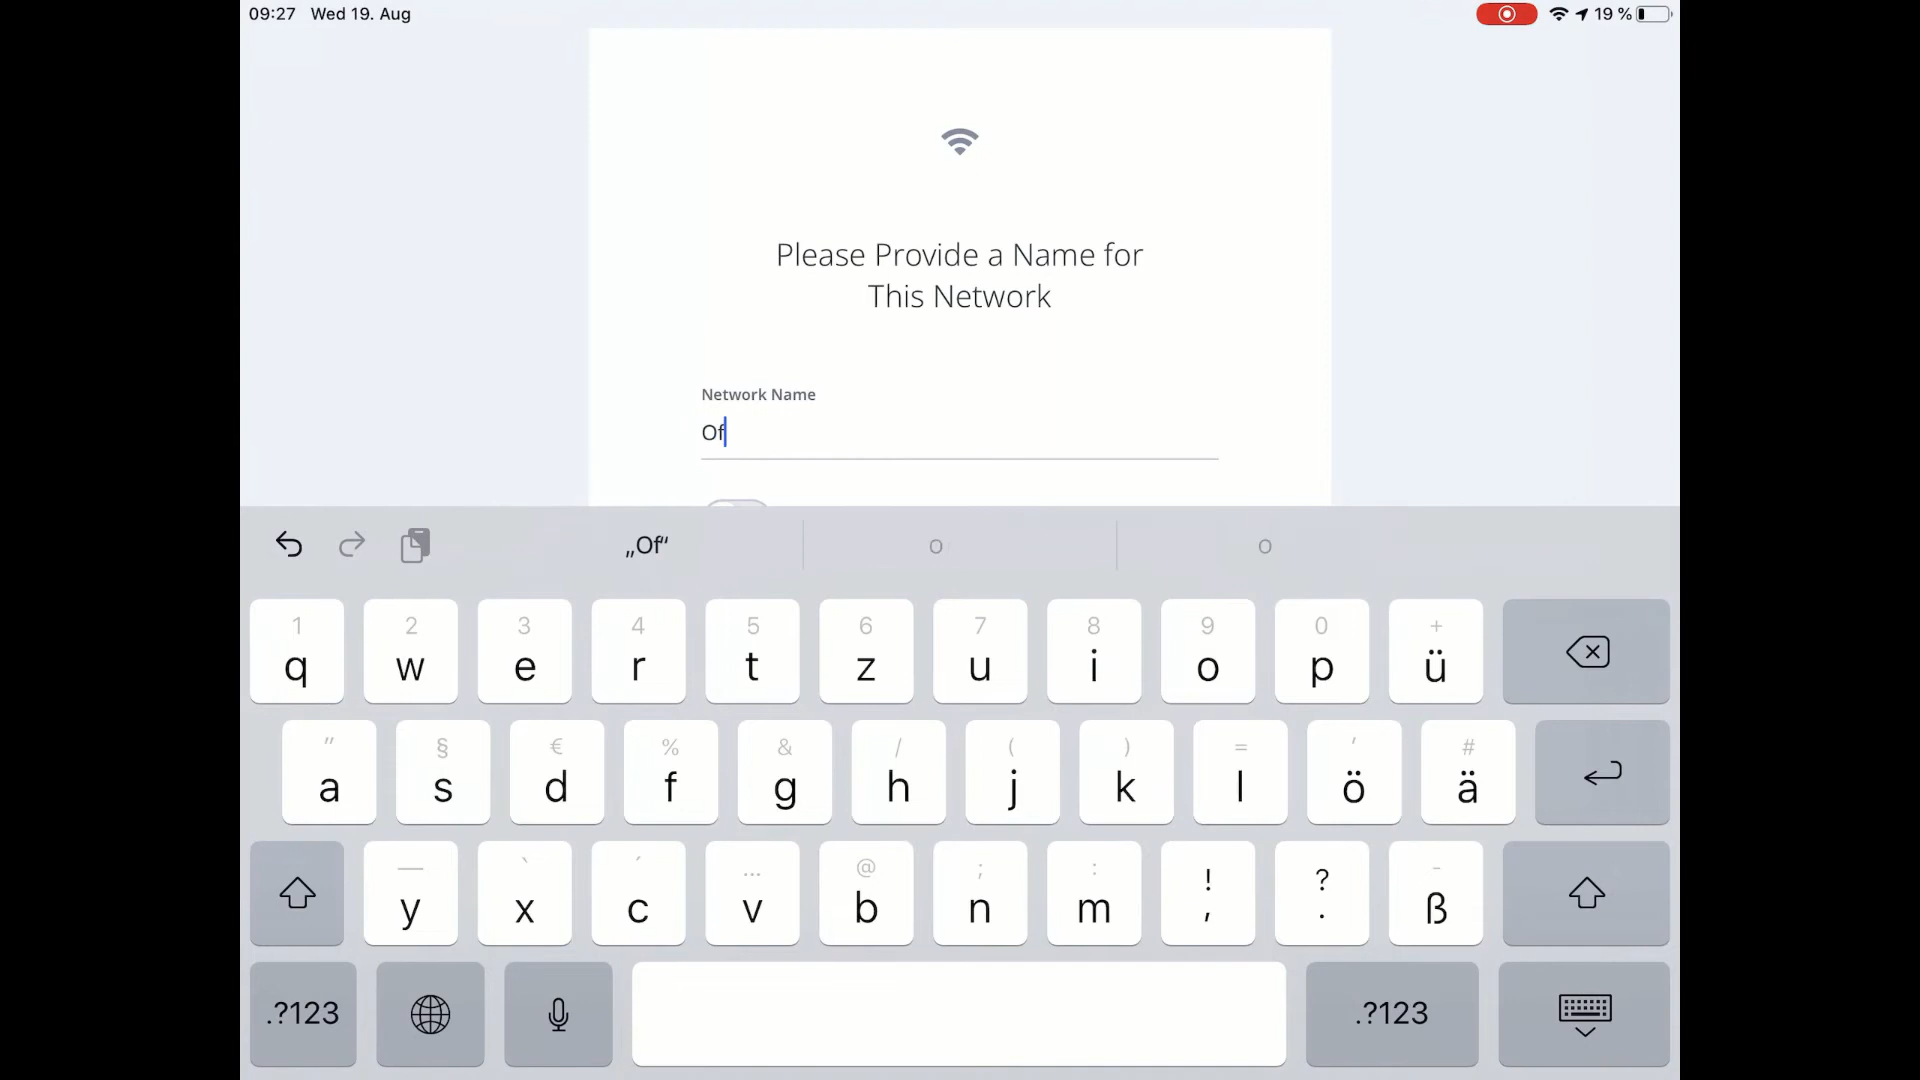 09:27 Wed 19. Aug 19 %
Please Provide a Name for
This Network
Network Name
Of
„Of“ o o
1 2 3 4 5 6 7 8 9 0 +
q w e r t z u i o p ü
" § € % & / ( ) = ' #
a s d f g h j k l ö ä
— ` ´ ... @ ; : ! ? -
y x c v b n m , . ß
.?123 .?123